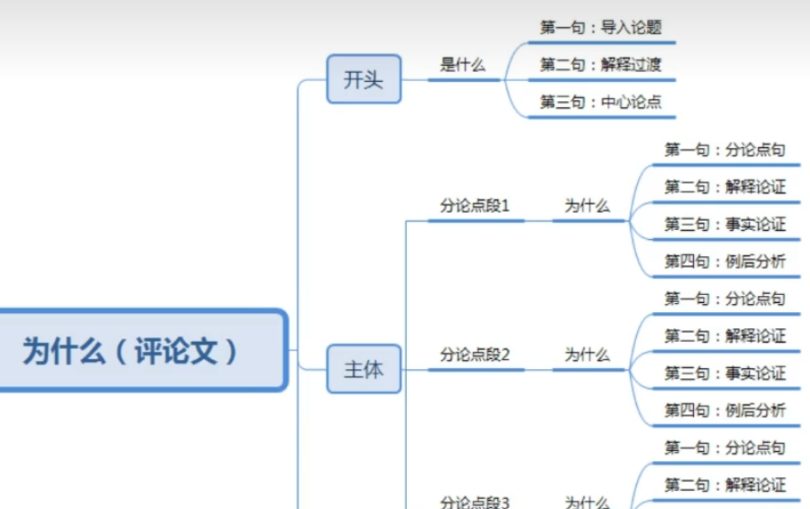 开头
是什么
第一句：导入论题
第二句：解释过渡
第三句：中心论点
为什么（评论文）
主体
分论点段1
为什么
第一句：分论点句
第二句：解释论证
第三句：事实论证
第四句：例后分析
分论点段2
为什么
第一句：分论点句
第二句：解释论证
第三句：事实论证
第四句：例后分析
分论点段3
为什么
第一句：分论点句
第二句：解释论证